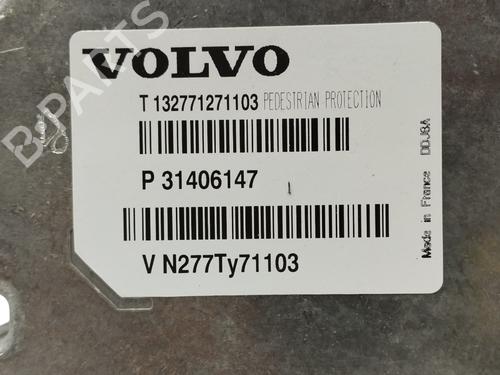 VOLVO
T 132771271103 PEDESTRIAN PROTECTION
P 31406147
V N277Ty71103
Made in France DDJ8A
B PARTS